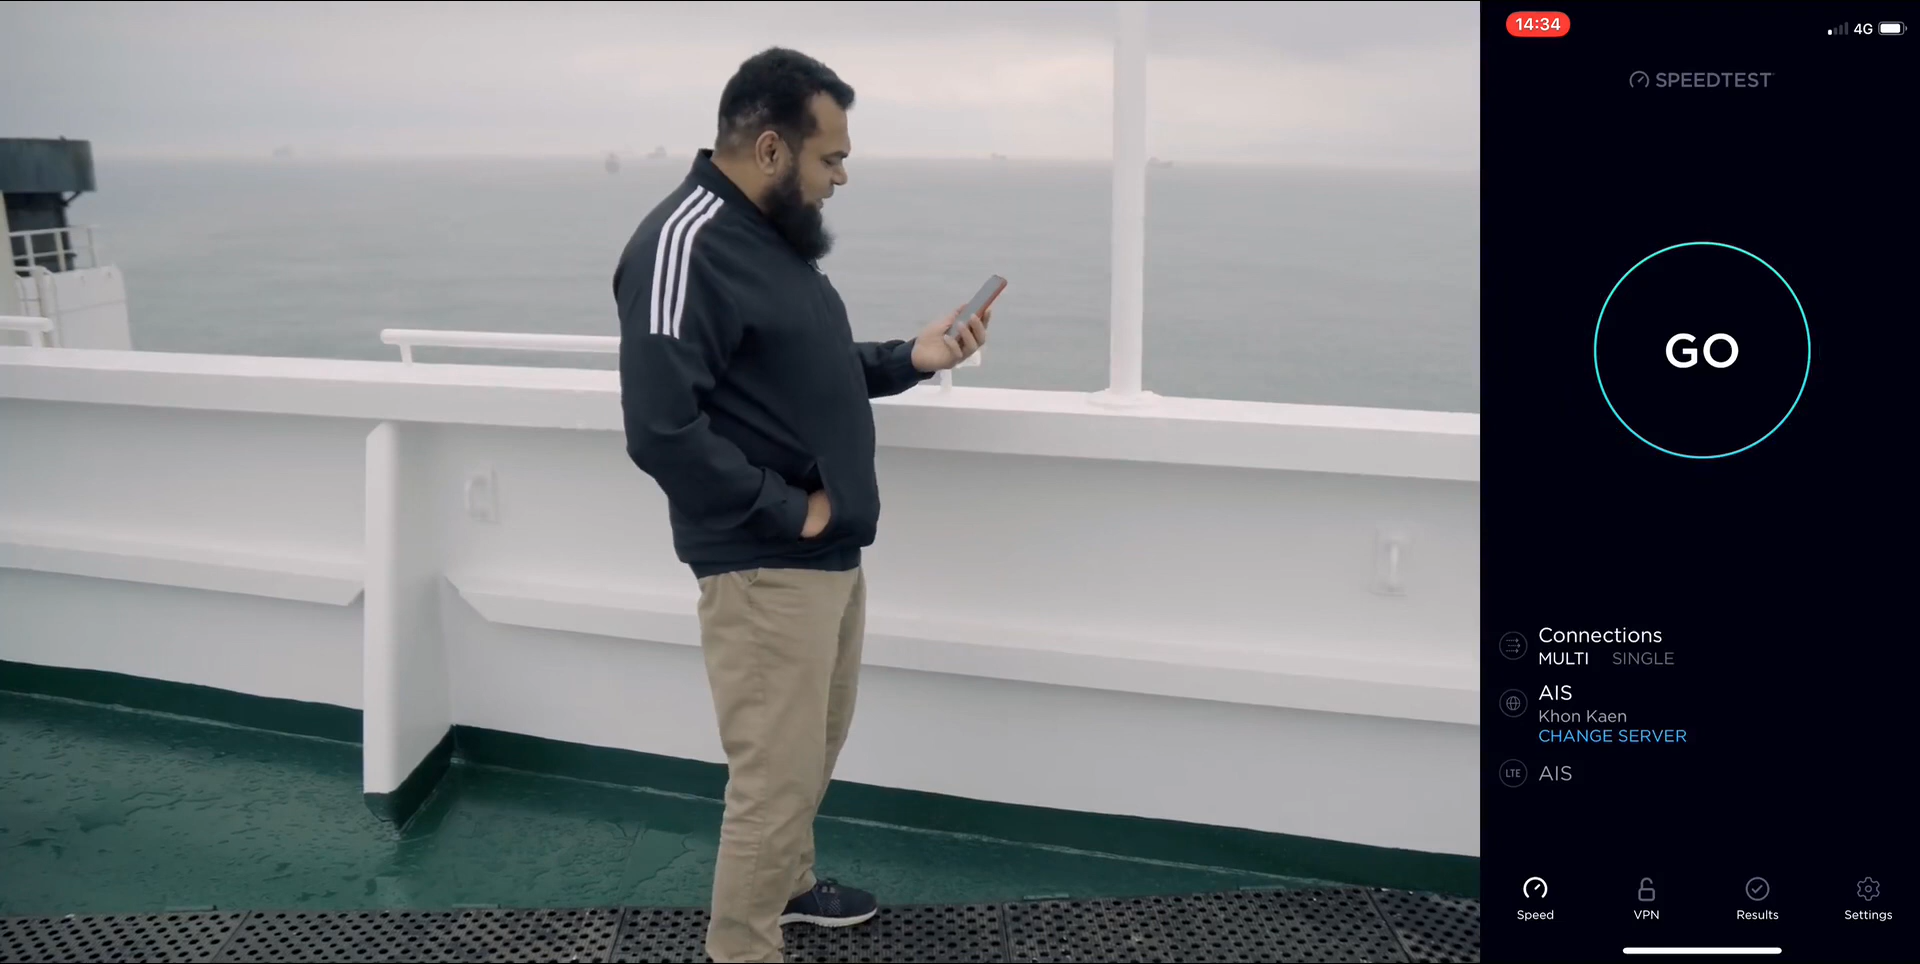 14:34
4G
SPEEDTEST
GO
Connections
MULTI SINGLE
AIS
Khon Kaen
CHANGE SERVER
LTE AIS
Speed VPN Results Settings